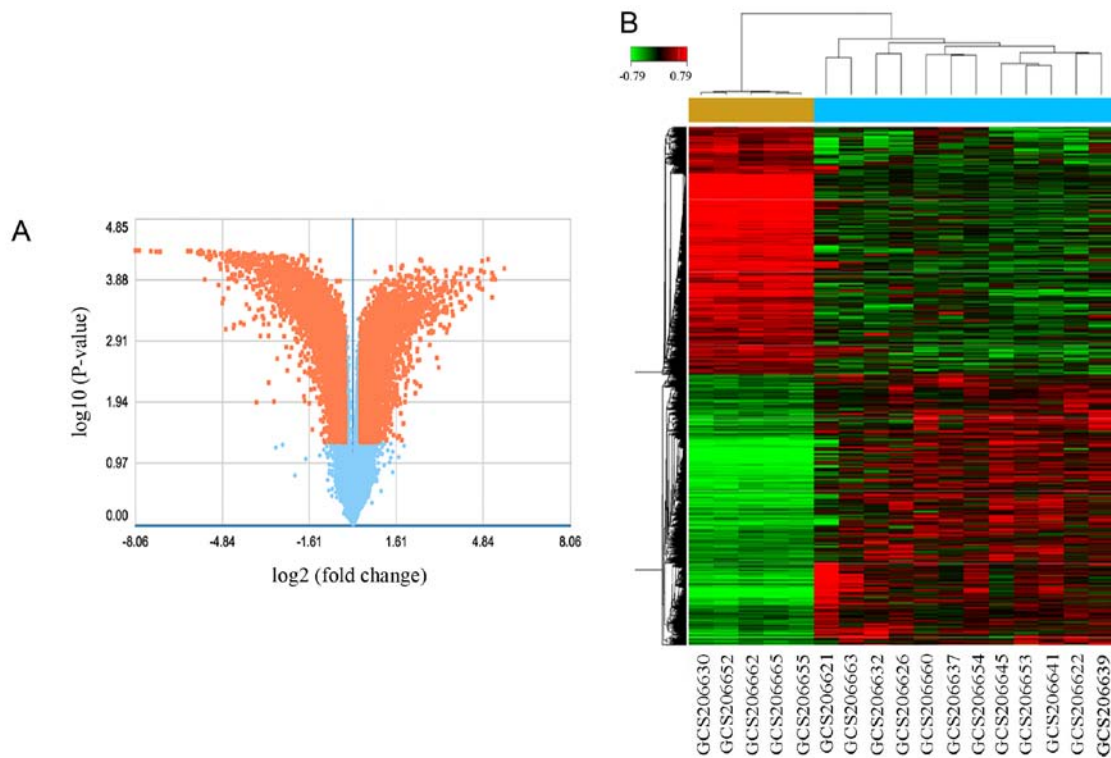 A
4.85
3.88
2.91
1.94
0.97
0.00
log10 (P-value)
-8.06 -4.84 -1.61 1.61 4.84 8.06
log2 (fold change)
B
-0.79 0.79
GCS206630
GCS206652
GCS206662
GCS206665
GCS206655
GCS206621
GCS206663
GCS206632
GCS206626
GCS206660
GCS206637
GCS206654
GCS206645
GCS206653
GCS206641
GCS206622
GCS206639